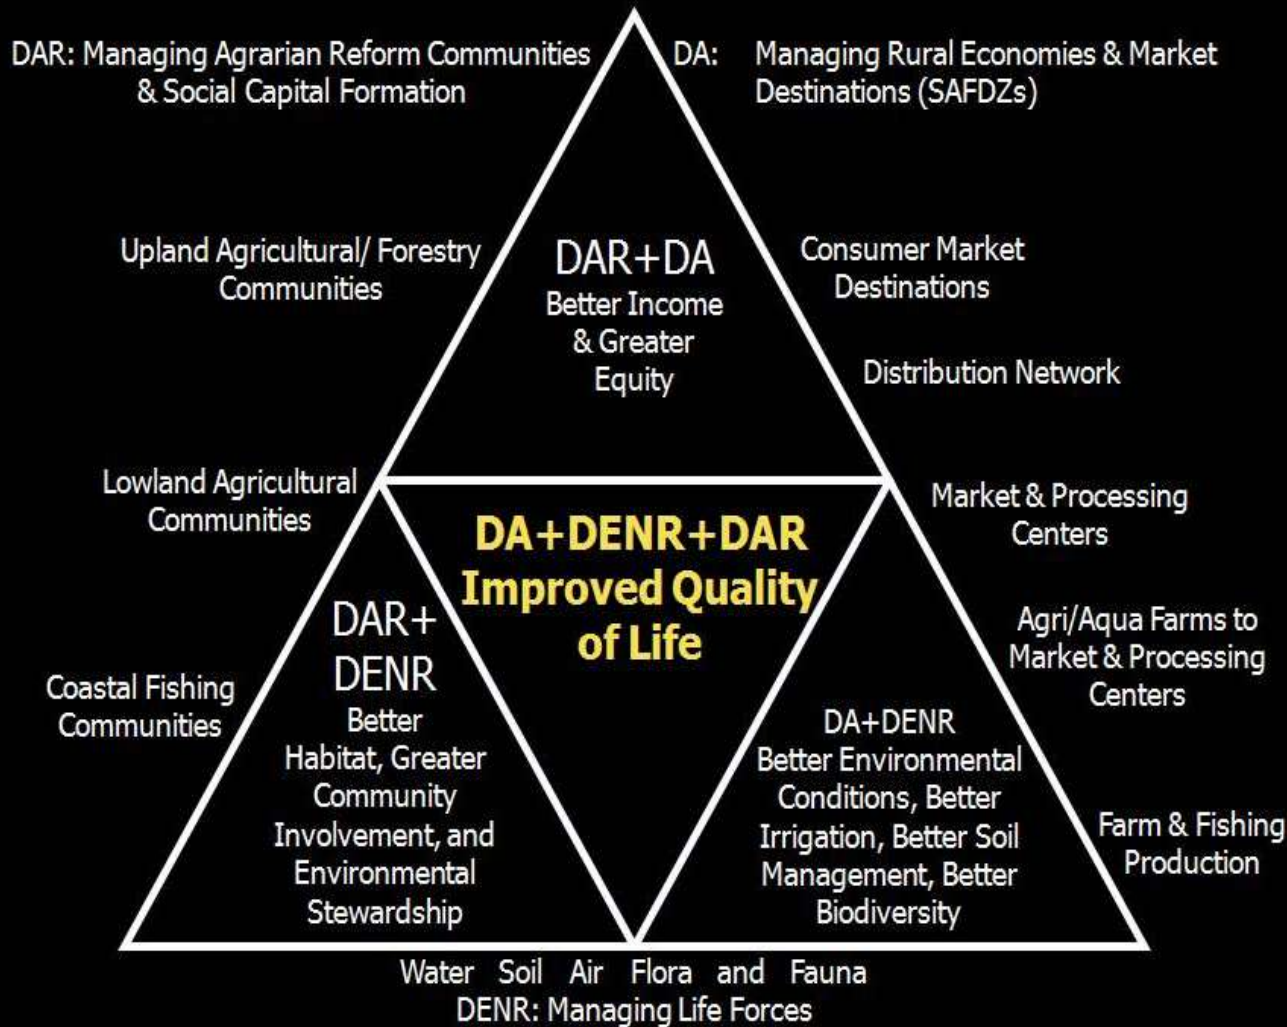 DAR: Managing Agrarian Reform Communities
& Social Capital Formation
DA: Managing Rural Economies & Market
Destinations (SAFDZs)
Upland Agricultural/ Forestry
Communities
DAR+DA
Better Income
& Greater
Equity
Consumer Market
Destinations
Distribution Network
Lowland Agricultural
Communities
Market & Processing
Centers
DA+DENR+DAR
Improved Quality
of Life
DAR+
DENR
Better
Habitat, Greater
Community
Involvement, and
Environmental
Stewardship
Coastal Fishing
Communities
Agri/Aqua Farms to
Market & Processing
Centers
DA+DENR
Better Environmental
Conditions, Better
Irrigation, Better Soil
Management, Better
Biodiversity
Farm & Fishing
Production
Water Soil Air Flora and Fauna
DENR: Managing Life Forces